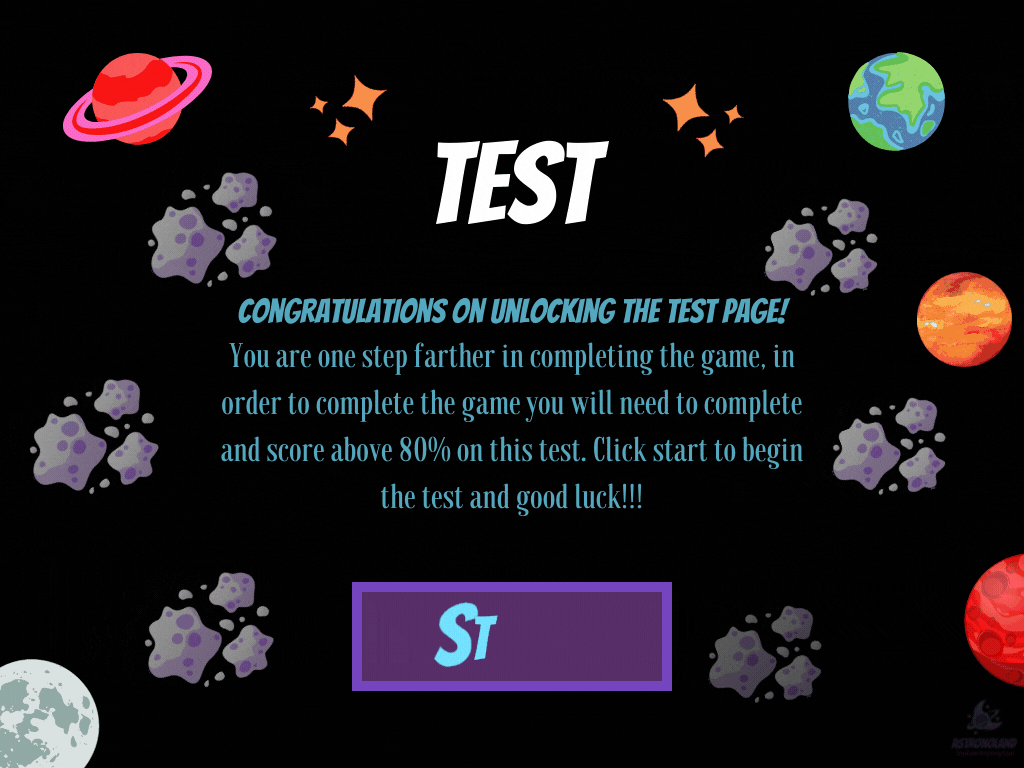 TEST
CONGRATULATIONS ON UNLOCKING THE TEST PAGE!
You are one step farther in completing the game, in
order to complete the game you will need to complete
and score above 80% on this test. Click start to begin
the test and good luck!!!
ST
ASTRONOLAND